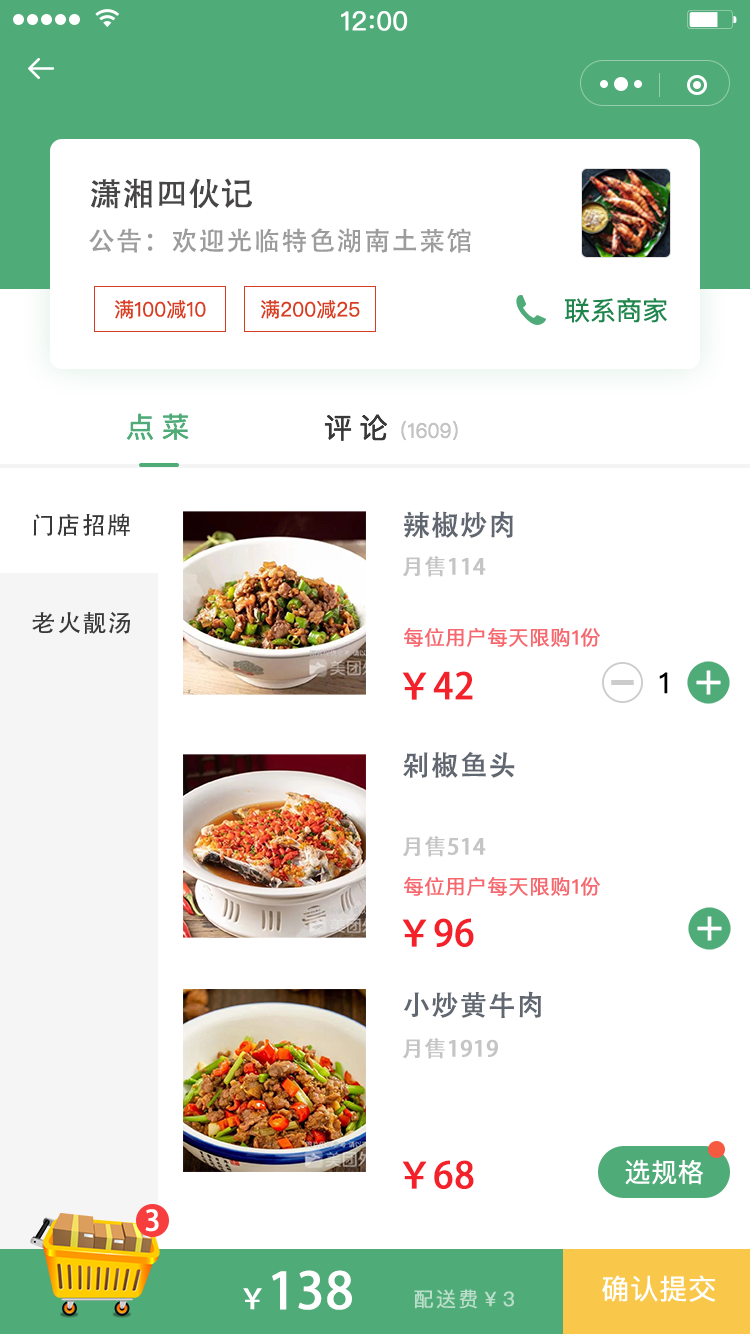 12:00
潇湘四伙记
公告：欢迎光临特色湖南土菜馆
满100减10 满200减25 联系商家
点菜 评论 (1609)
门店招牌
老火靓汤
辣椒炒肉
月售114
每位用户每天限购1份
¥42 1
剁椒鱼头
月售514
每位用户每天限购1份
¥96
小炒黄牛肉
月售1919
¥68 选规格
3
¥138 配送费¥3 确认提交